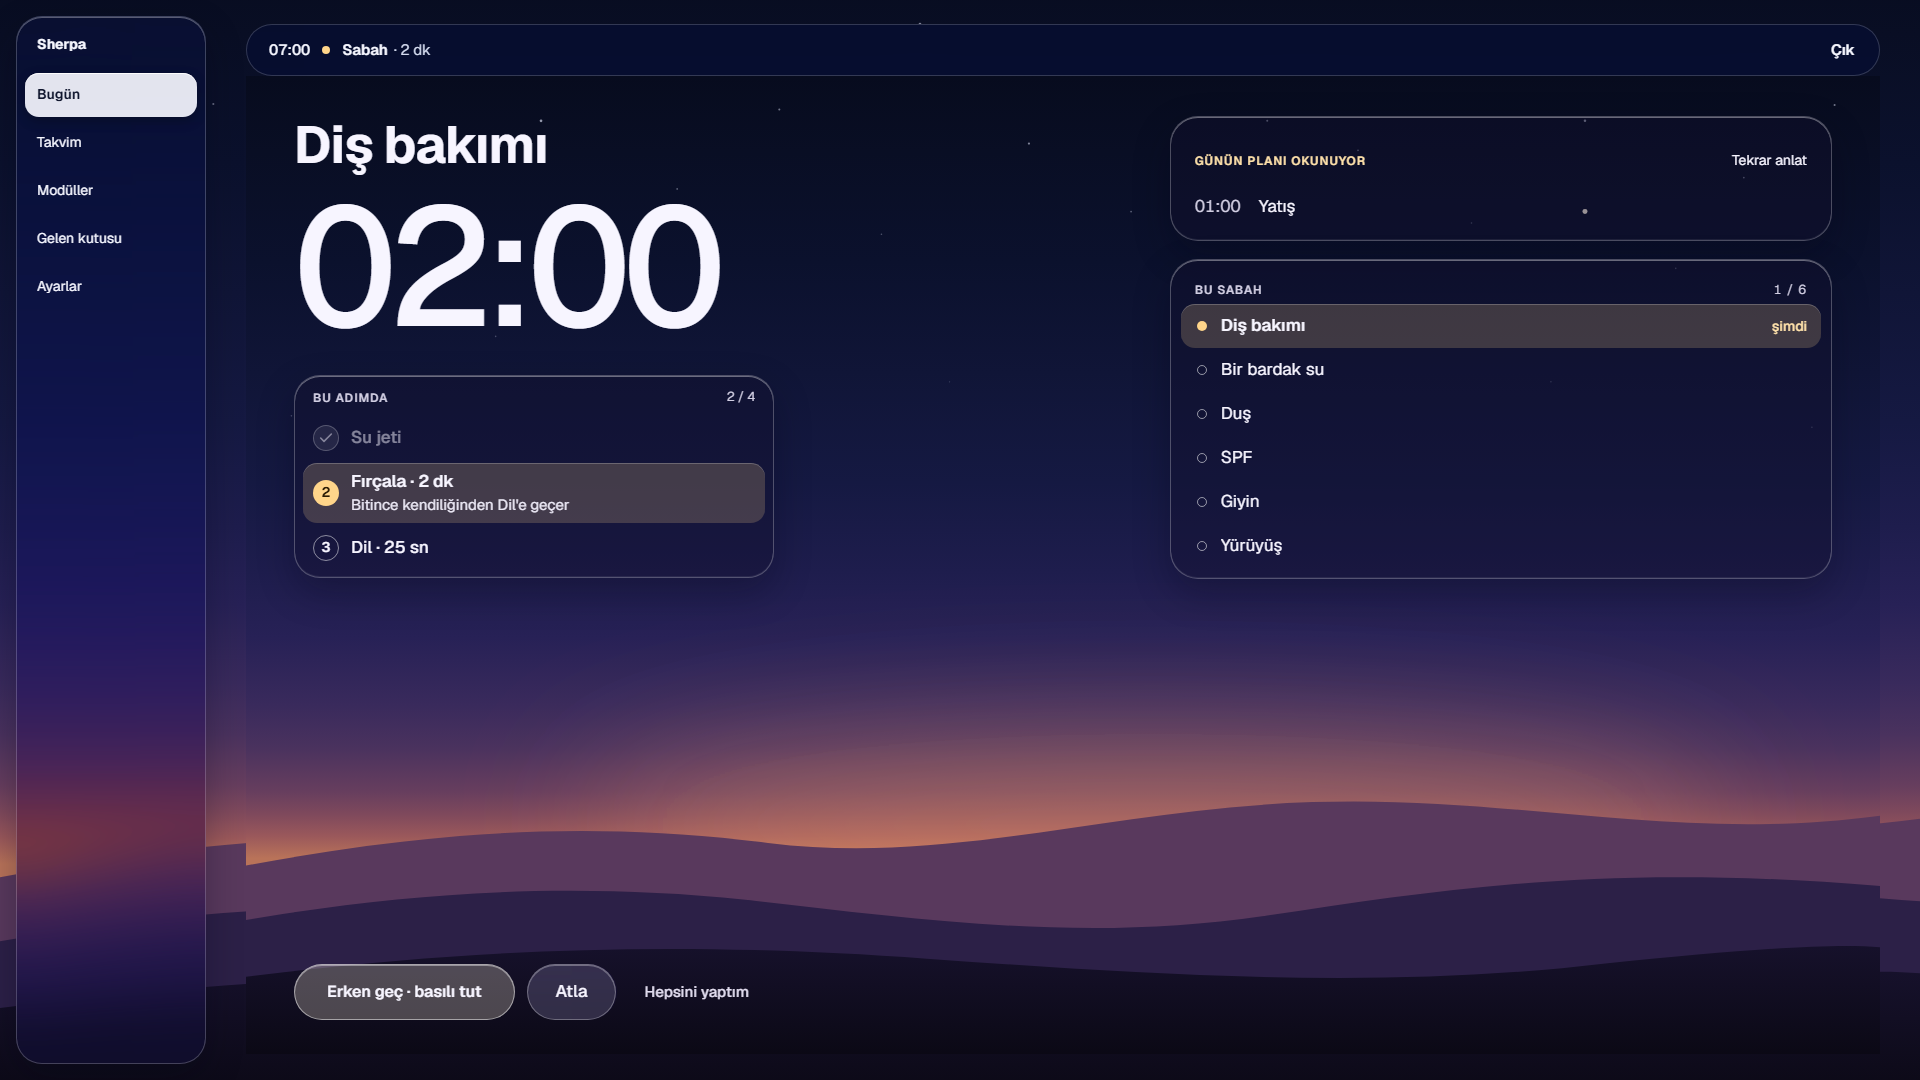 Sherpa
Bugün
Takvim
Modüller
Gelen kutusu
Ayarlar
07:00 Sabah · 2 dk
Çık
Diş bakımı
02:00
BU ADIMDA 2 / 4
Su jeti
2 Fırçala · 2 dk
Bitince kendiliğinden Dil'e geçer
3 Dil · 25 sn
GÜNÜN PLANI OKUNUYOR Tekrar anlat
01:00 Yatış
BU SABAH 1 / 6
Diş bakımı şimdi
Bir bardak su
Duş
SPF
Giyin
Yürüyüş
Erken geç · basılı tut
Atla
Hepsini yaptım